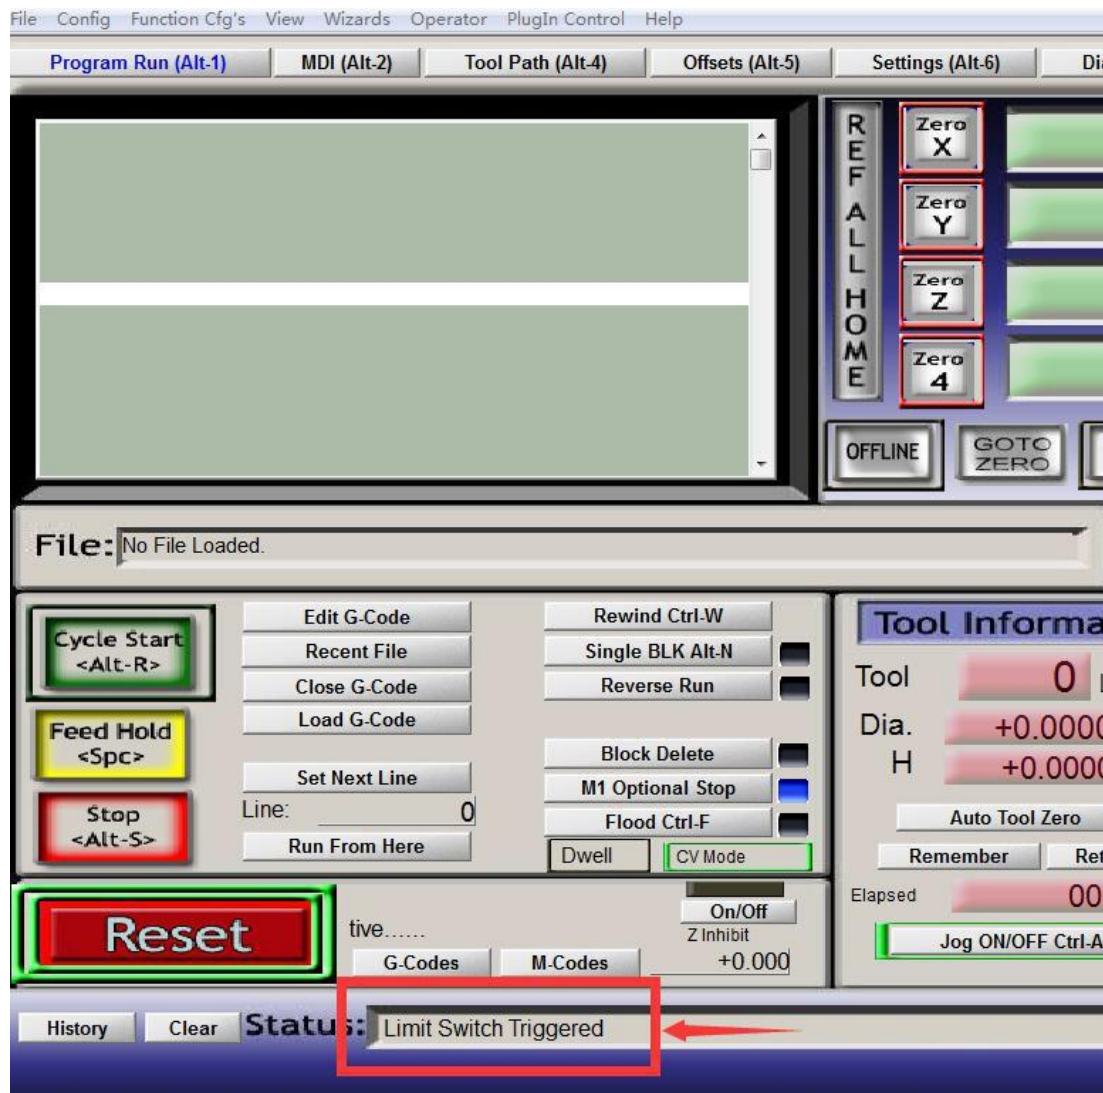 File Config Function Cfg's View Wizards Operator PlugIn Control Help
Program Run (Alt-1) MDI (Alt-2) Tool Path (Alt-4) Offsets (Alt-5) Settings (Alt-6) Di
REF ALL HOME
Zero
X
Zero
Y
Zero
Z
Zero
4
OFFLINE
GOTO
ZERO
File: No File Loaded.
Cycle Start
<Alt-R>
Feed Hold
<Spc>
Stop
<Alt-S>
Edit G-Code
Recent File
Close G-Code
Load G-Code
Set Next Line
Line: 0
Run From Here
Rewind Ctrl-W
Single BLK Alt-N
Reverse Run
Block Delete
M1 Optional Stop
Flood Ctrl-F
Dwell CV Mode
Tool Informa
Tool 0
Dia. +0.0000
H +0.0000
Auto Tool Zero
Remember Ret
Elapsed 00
Jog ON/OFF Ctrl-A
Reset
tive......
G-Codes M-Codes
On/Off
Z Inhibit
+0.000
History Clear Status: Limit Switch Triggered